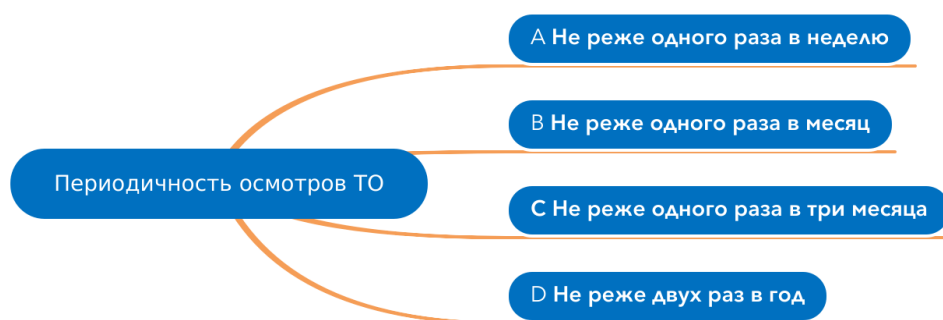 Периодичность осмотров ТО
A Не реже одного раза в неделю
B Не реже одного раза в месяц
C Не реже одного раза в три месяца
D Не реже двух раз в год